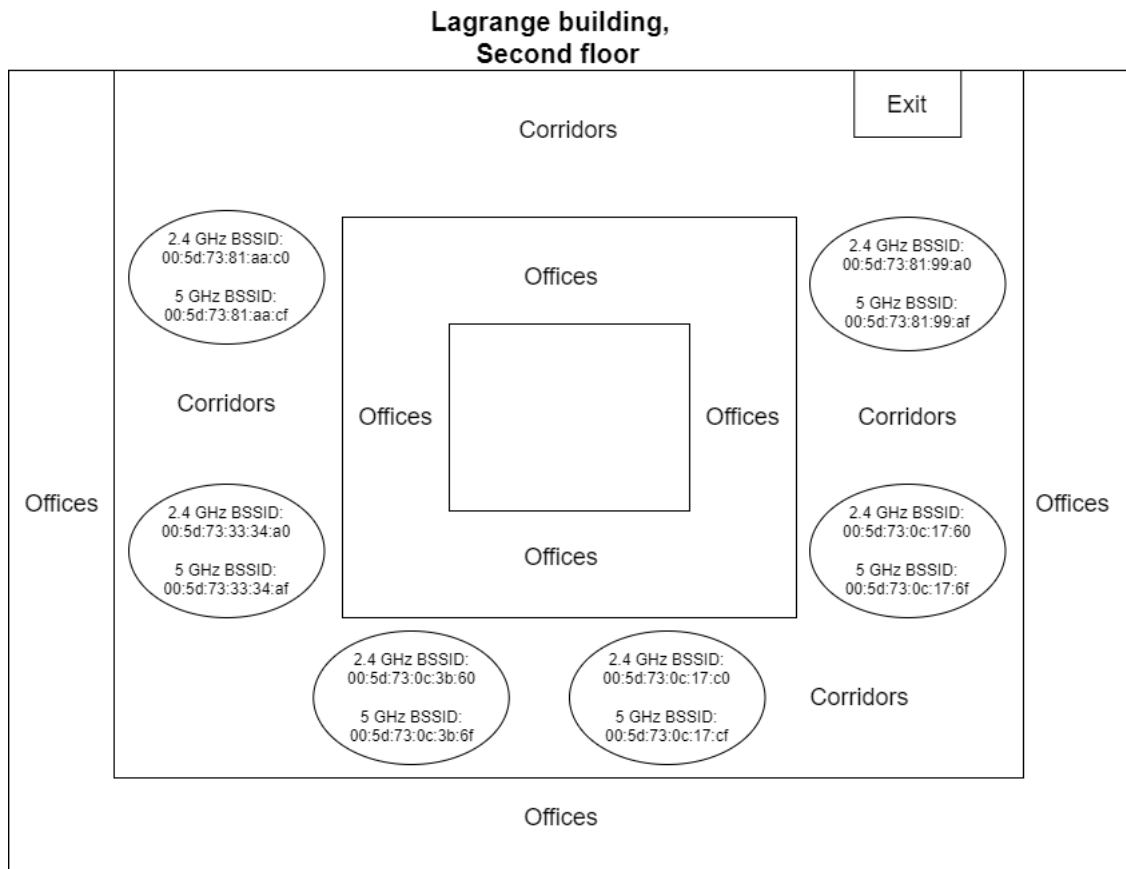 Lagrange building,
Second floor
Exit
Corridors
2.4 GHz BSSID:
00:5d:73:81:aa:c0
5 GHz BSSID:
00:5d:73:81:aa:cf
Offices
2.4 GHz BSSID:
00:5d:73:81:99:a0
5 GHz BSSID:
00:5d:73:81:99:af
Corridors
Offices
Offices
Corridors
Offices
2.4 GHz BSSID:
00:5d:73:33:34:a0
5 GHz BSSID:
00:5d:73:33:34:af
Offices
2.4 GHz BSSID:
00:5d:73:0c:17:60
5 GHz BSSID:
00:5d:73:0c:17:6f
Offices
2.4 GHz BSSID:
00:5d:73:0c:3b:60
5 GHz BSSID:
00:5d:73:0c:3b:6f
2.4 GHz BSSID:
00:5d:73:0c:17:c0
5 GHz BSSID:
00:5d:73:0c:17:cf
Corridors
Offices